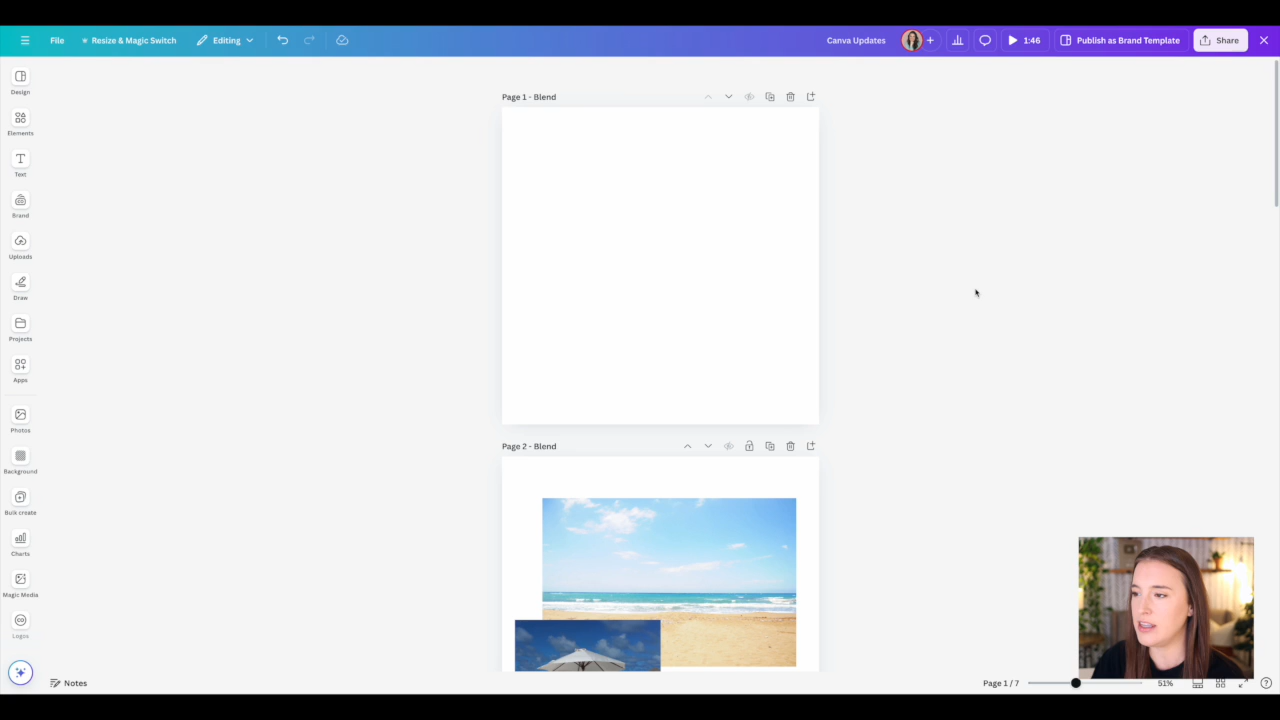 File
Resize & Magic Switch
Editing
Canva Updates
1:46
Publish as Brand Template
Share
Design
Elements
Text
Brand
Uploads
Draw
Projects
Apps
Photos
Background
Bulk create
Charts
Magic Media
Logos
Page 1 - Blend
Page 2 - Blend
Notes
Page 1 / 7
51%